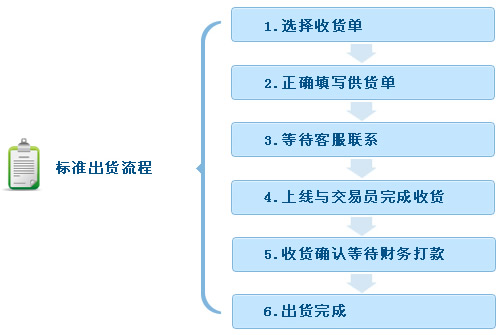 标准出货流程
1.选择收货单
2.正确填写供货单
3.等待客服联系
4.上线与交易员完成收货
5.收货确认等待财务打款
6.出货完成